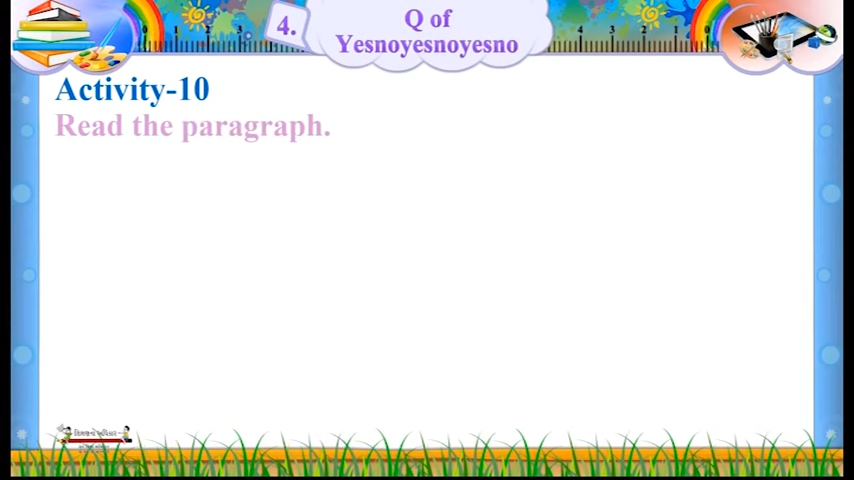 4.
Q of
Yesnoyesnoyesno
Activity-10
Read the paragraph.